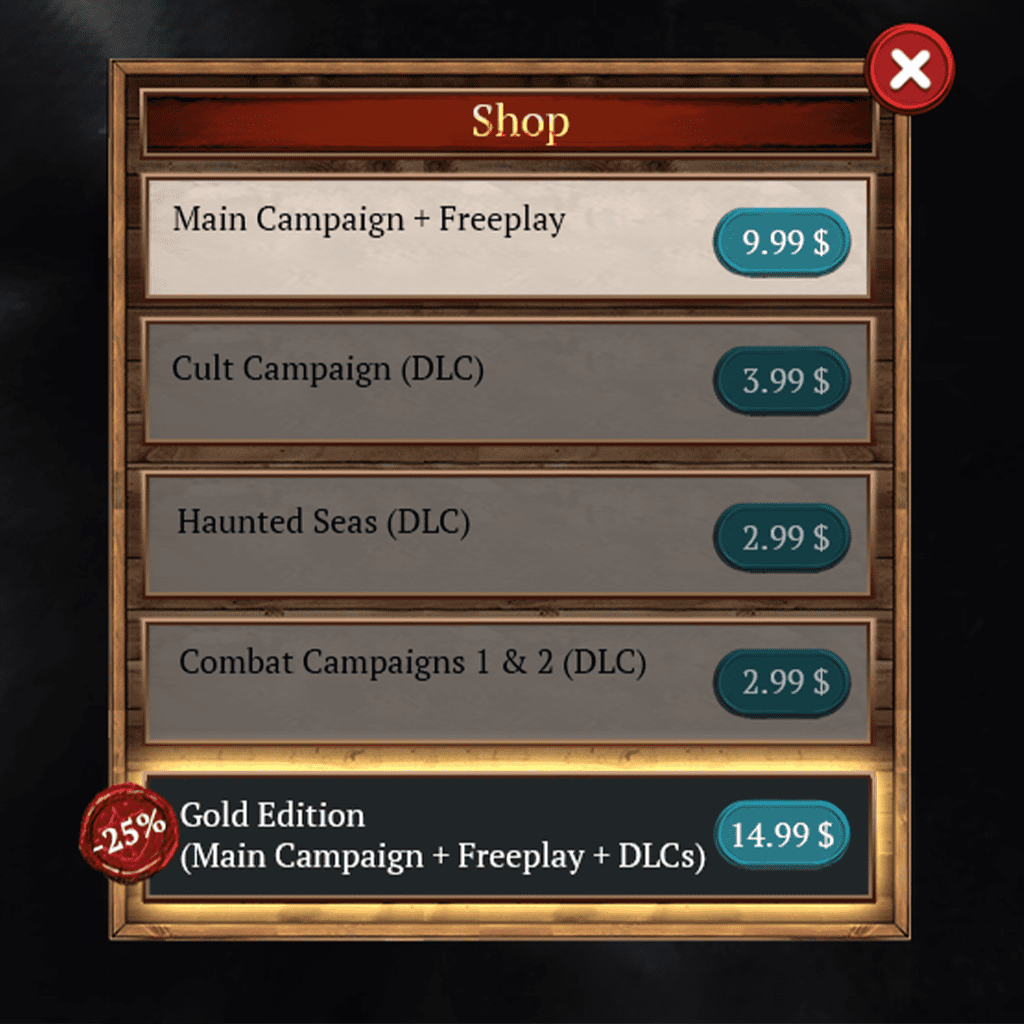 Shop
Main Campaign + Freeplay
9.99 $
Cult Campaign (DLC)
3.99 $
Haunted Seas (DLC)
2.99 $
Combat Campaigns 1 & 2 (DLC)
2.99 $
-25%
Gold Edition
(Main Campaign + Freeplay + DLCs)
14.99 $